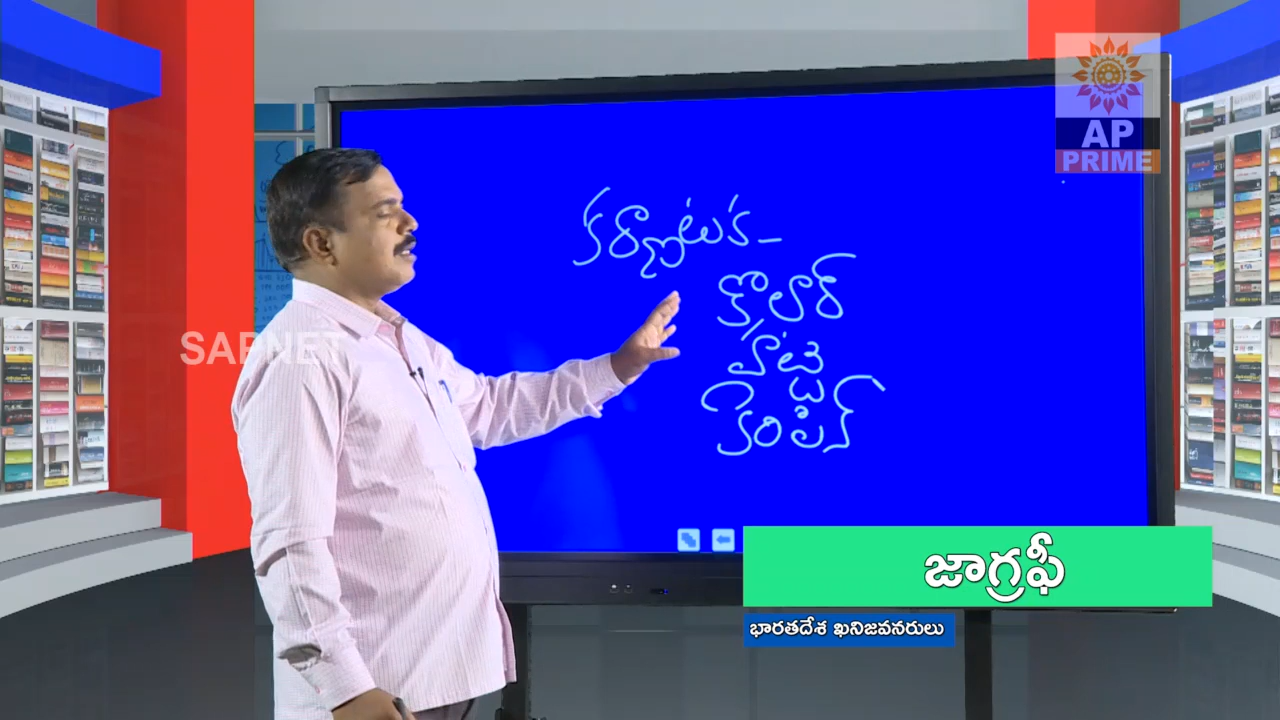 AP
PRIME
కర్ణాటక –
కోలార్
SAPNET
హట్టి
కెంపిన్
జాగ్రఫీ
భారతదేశ ఖనిజవనరులు